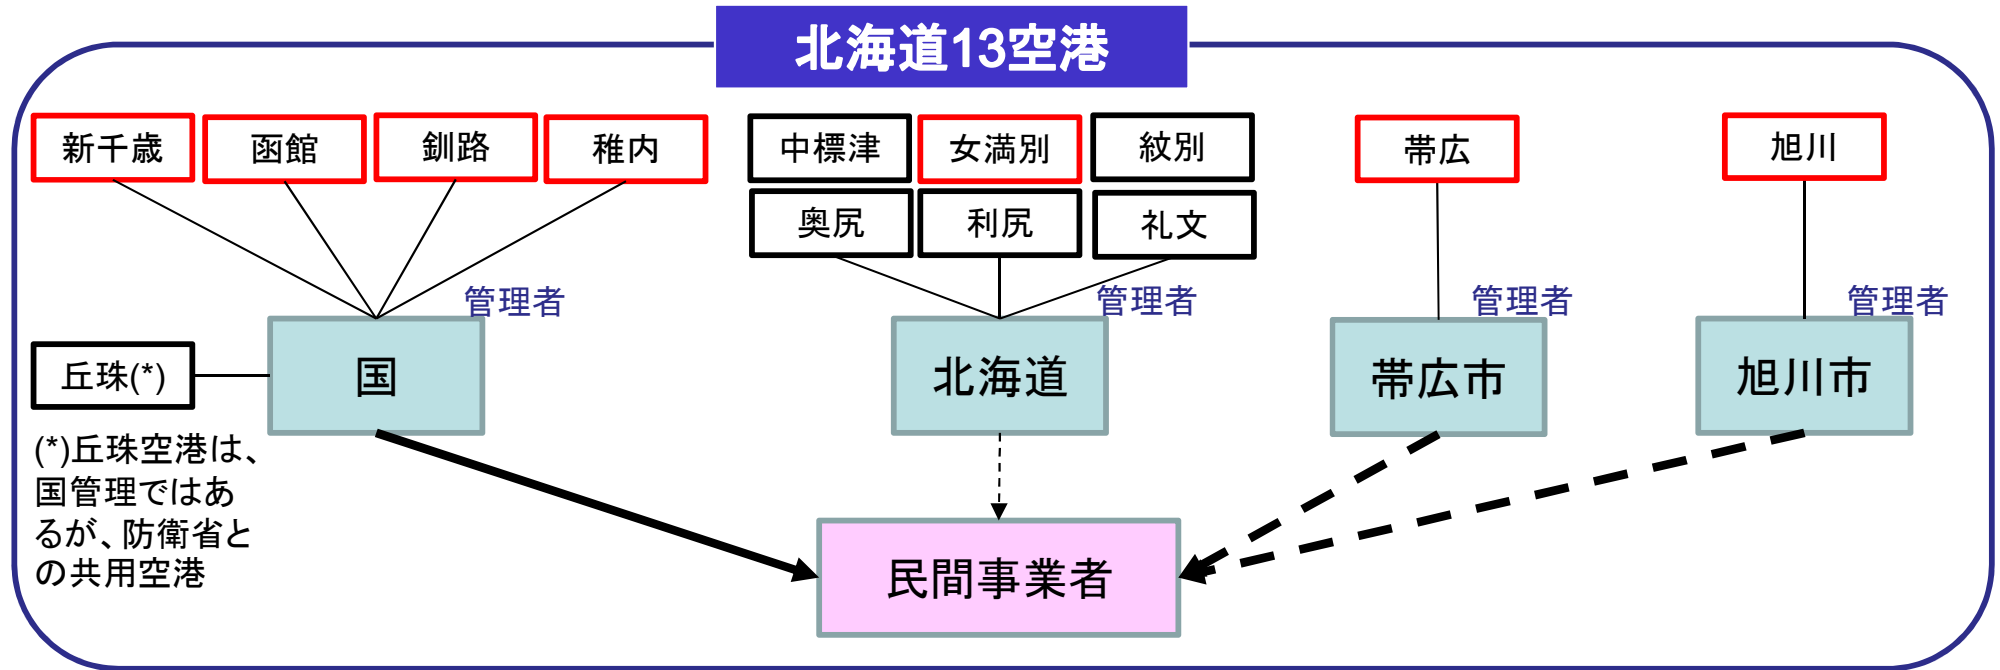 北海道13空港
新千歳
函館
釧路
稚内
中標津
女満別
紋別
帯広
旭川
奥尻
利尻
礼文
管理者
管理者
管理者
管理者
丘珠(*)
国
北海道
帯広市
旭川市
(*)丘珠空港は、
国管理ではあ
るが、防衛省と
の共用空港
民間事業者